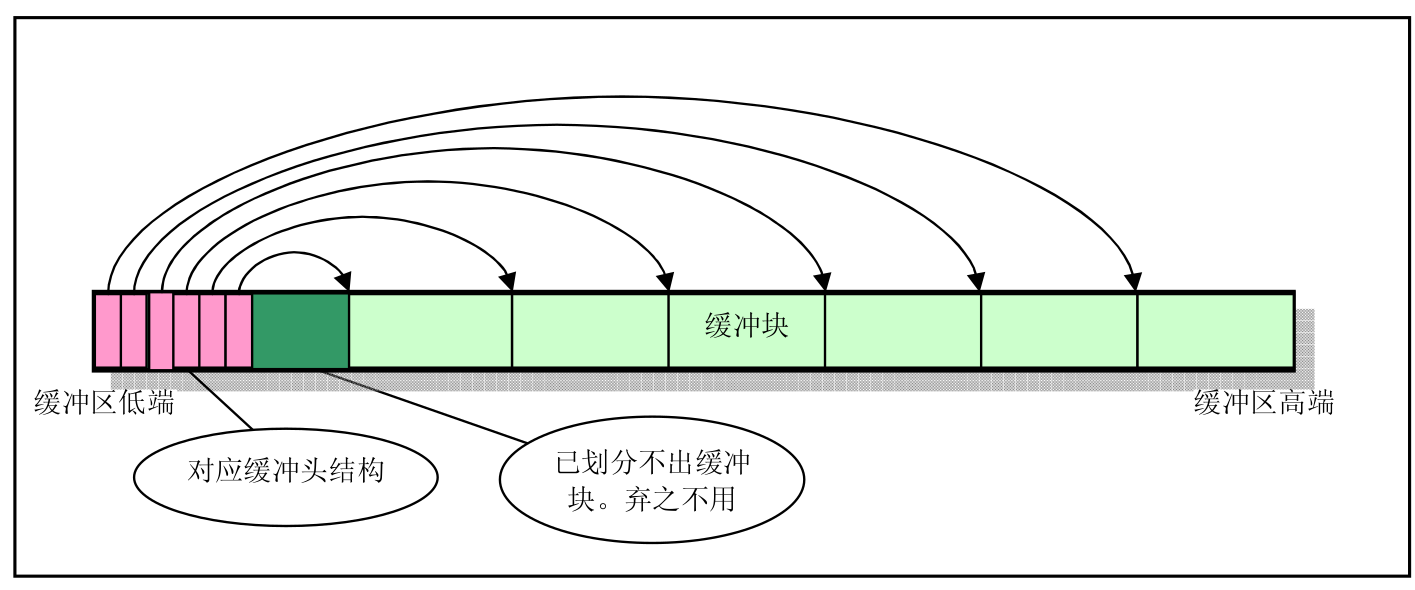 缓冲块
缓冲区低端
缓冲区高端
对应缓冲头结构
已划分不出缓冲
块。弃之不用